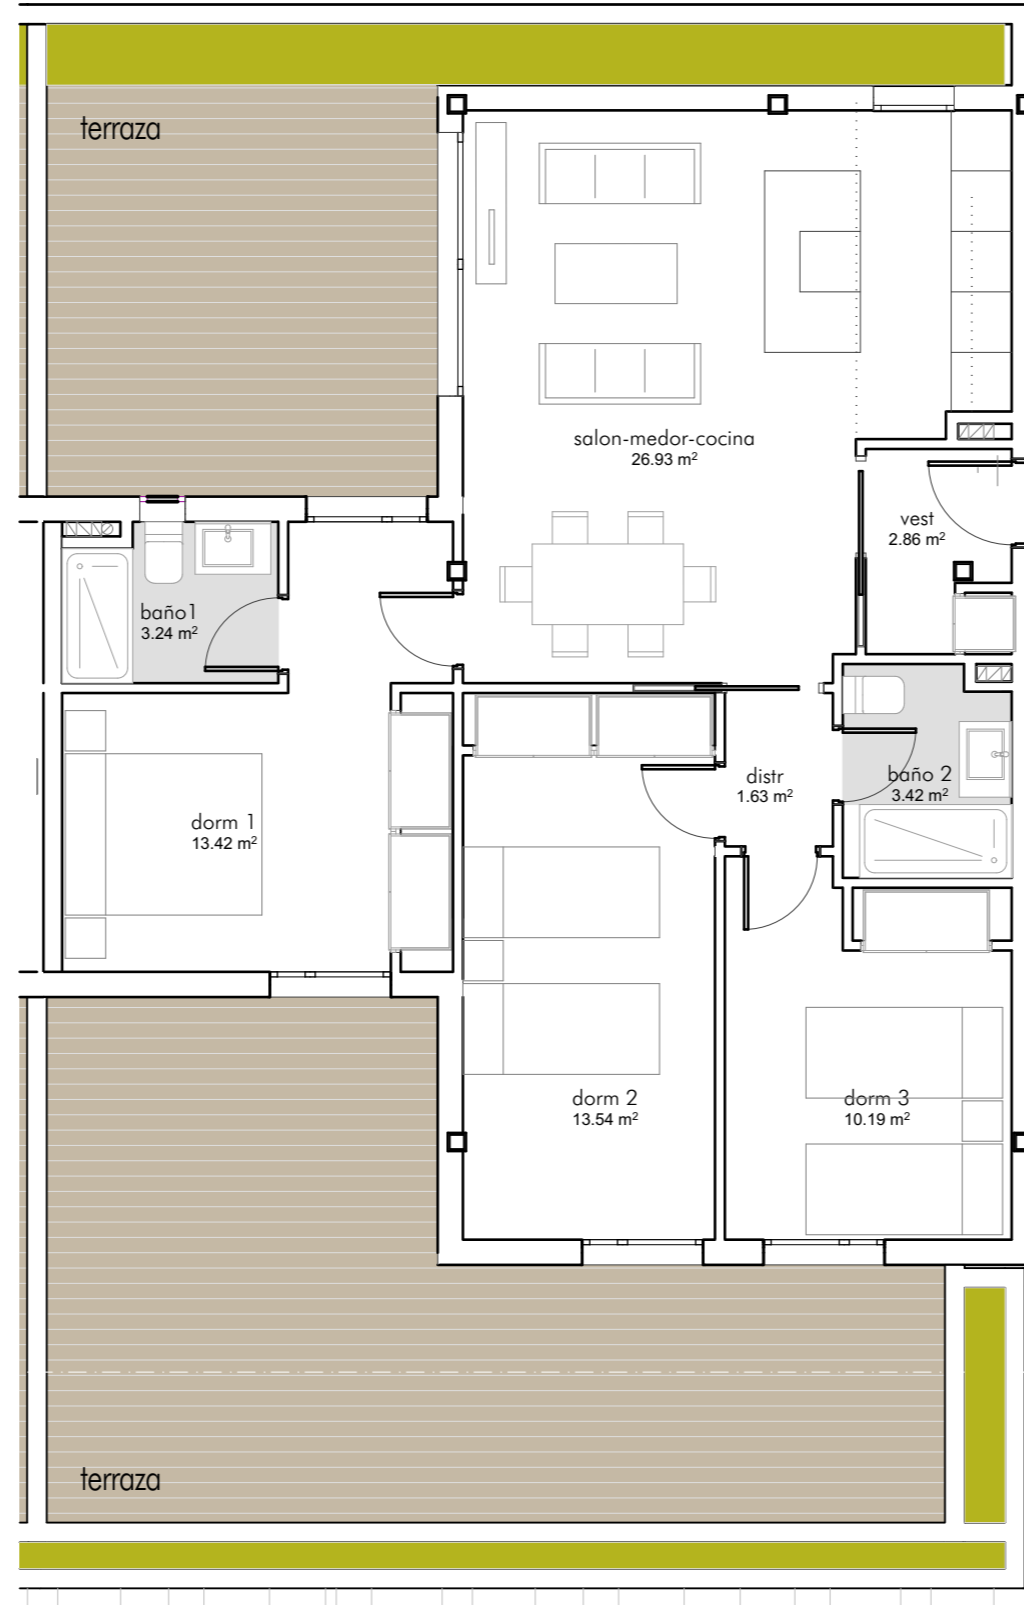 terraza
salon-medor-cocina
26.93 m²
vest
2.86 m²
baño1
3.24 m²
distr
1.63 m²
baño 2
3.42 m²
dorm 1
13.42 m²
dorm 2
13.54 m²
dorm 3
10.19 m²
terraza